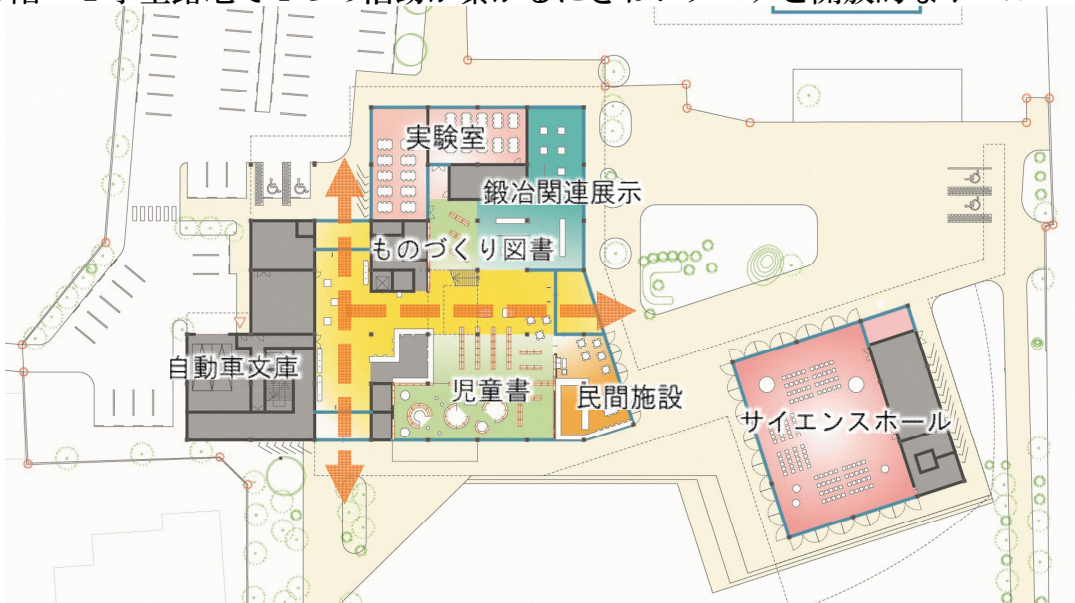 実験室
鍛冶関連展示
ものづくり図書
自動車文庫
児童書
民間施設
サイエンスホール